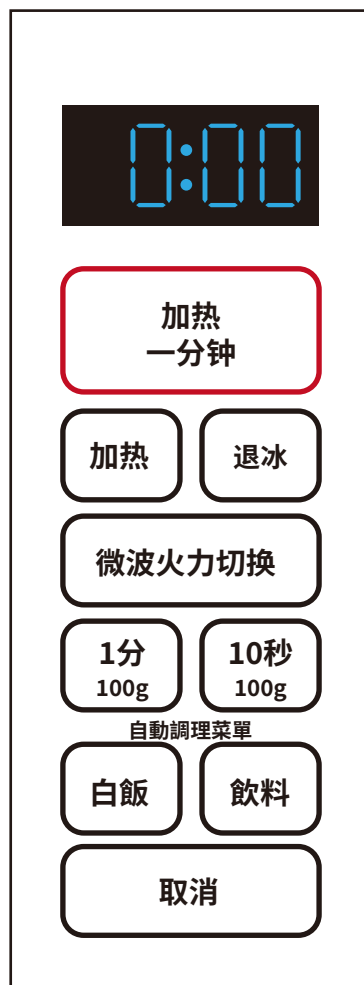 0:00
加热
一分钟
加热
退冰
微波火力切换
1分
100g
10秒
100g
自動調理菜單
白飯
飲料
取消